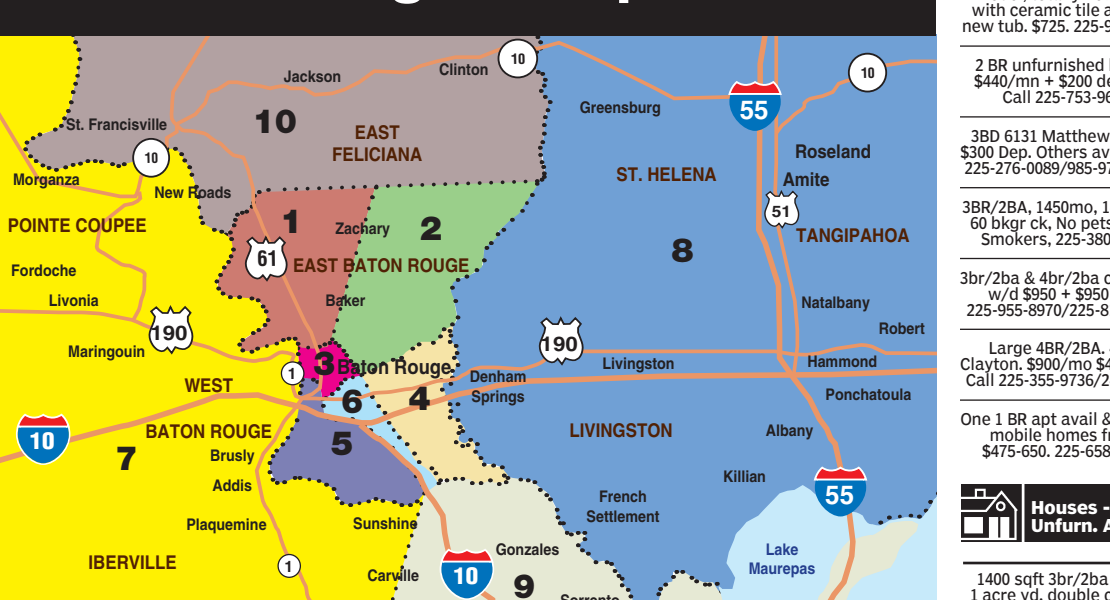 Jackson
Clinton
10
10
55
Greensburg
10
St. Francisville
EAST
FELICIANA
10
Roseland
Morganza
New Roads
ST. HELENA
Amite
POINTE COUPEE
1
Zachary
2
51
TANGIPAHOA
8
61
EAST BATON ROUGE
Fordoche
Livonia
Baker
Natalbany
190
190
Robert
Maringouin
3
Baton Rouge
Livingston
Hammond
1
Denham
Springs
WEST
6
4
Ponchatoula
BATON ROUGE
LIVINGSTON
Albany
10
7
5
Brusly
Addis
Killian
55
French
Settlement
Plaquemine
Sunshine
Gonzales
Lake
Maurepas
IBERVILLE
1
Carville
10
9
Sorrento
with ceramic tile a
new tub. $725. 225-9
2 BR unfurnished
$440/mn + $200 de
Call 225-753-96
3BD 6131 Matthew
$300 Dep. Others av
225-276-0089/985-97
3BR/2BA, 1450mo, 1
60 bkgr ck, No pets
Smokers, 225-380
3br/2ba & 4br/2ba
w/d $950 + $950
225-955-8970/225-8
Large 4BR/2BA.
Clayton. $900/mo $4
Call 225-355-9736/2
One 1 BR apt avail &
mobile homes fr
$475-650. 225-658
Houses -
Unfurn. A
1400 sqft 3br/2ba
1 acre yd, double